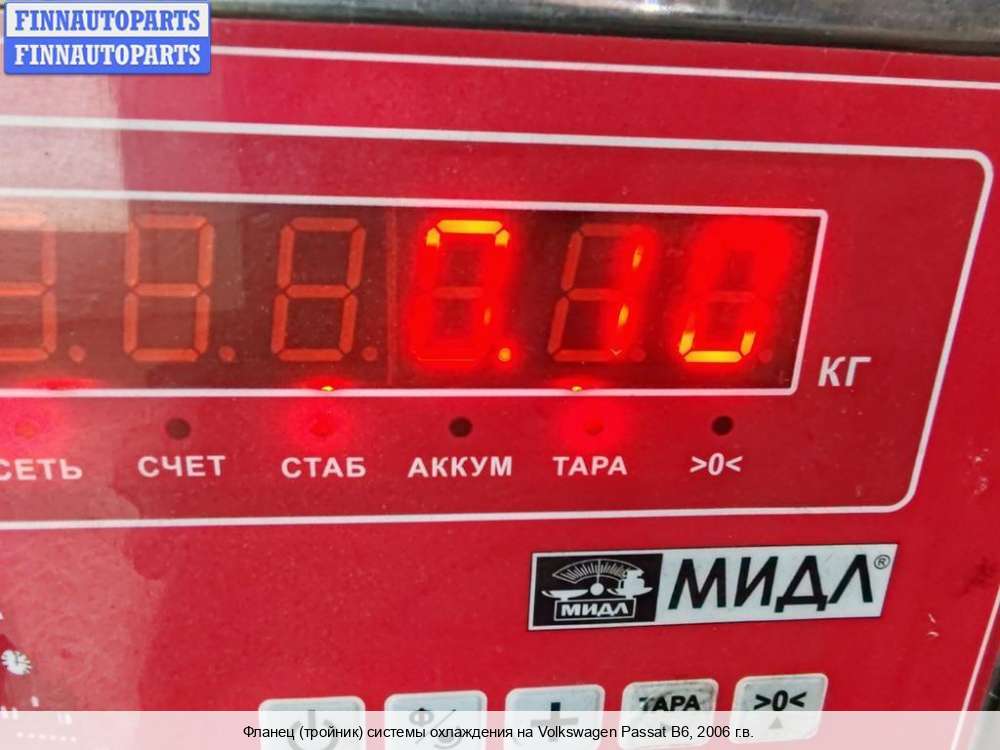 FINNAUTOPARTS
FINNAUTOPARTS
0.10
КГ
СЕТЬ СЧЕТ СТАБ АККУМ ТАРА >0<
МИДЛ МИДЛ®
Ф/ + ТАРА >0<
Фланец (тройник) системы охлаждения на Volkswagen Passat B6, 2006 г.в.